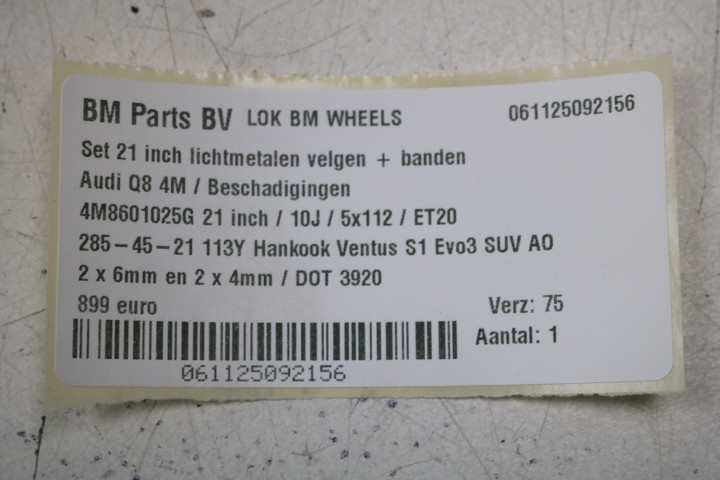 BM Parts BV LOK BM WHEELS 061125092156
Set 21 inch lichtmetalen velgen + banden
Audi Q8 4M / Beschadigingen
4M8601025G 21 inch / 10J / 5x112 / ET20
285-45-21 113Y Hankook Ventus S1 Evo3 SUV AO
2 x 6mm en 2 x 4mm / DOT 3920
899 euro Verz: 75
Aantal: 1
061125092156